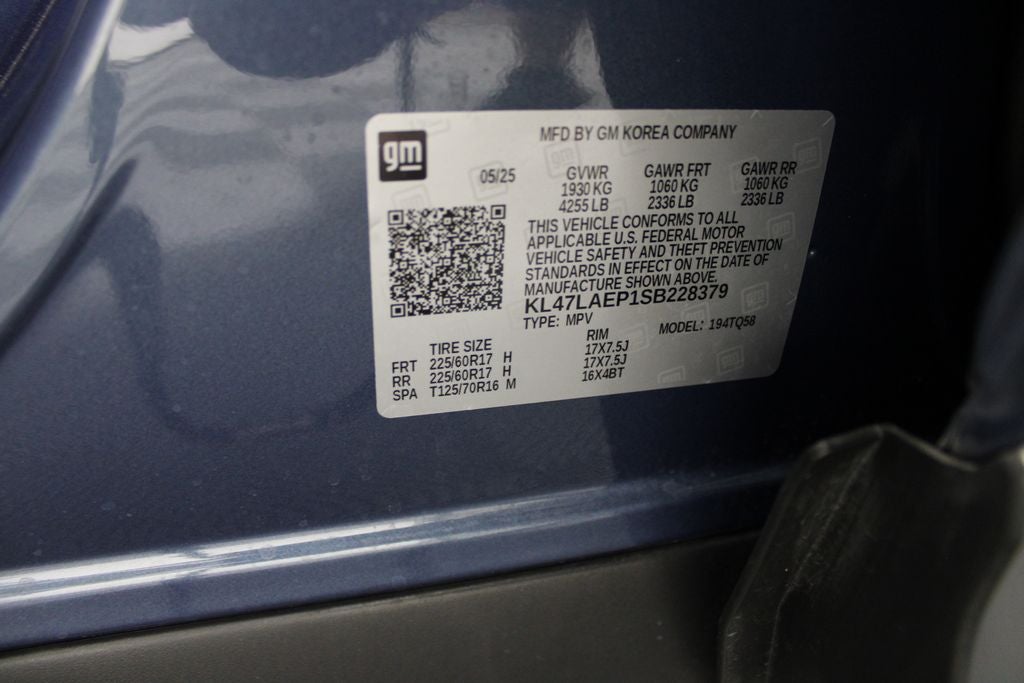 gm
MFD BY GM KOREA COMPANY
05/25
GVWR GAWR FRT GAWR RR
1930 KG 1060 KG 1060 KG
4255 LB 2336 LB 2336 LB
THIS VEHICLE CONFORMS TO ALL
APPLICABLE U.S. FEDERAL MOTOR
VEHICLE SAFETY AND THEFT PREVENTION
STANDARDS IN EFFECT ON THE DATE OF
MANUFACTURE SHOWN ABOVE.
KL47LAEP1SB228379
TYPE: MPV MODEL: 194TQ58
TIRE SIZE RIM
FRT 225/60R17 H 17X7.5J
RR 225/60R17 H 17X7.5J
SPA T125/70R16 M 16X4BT